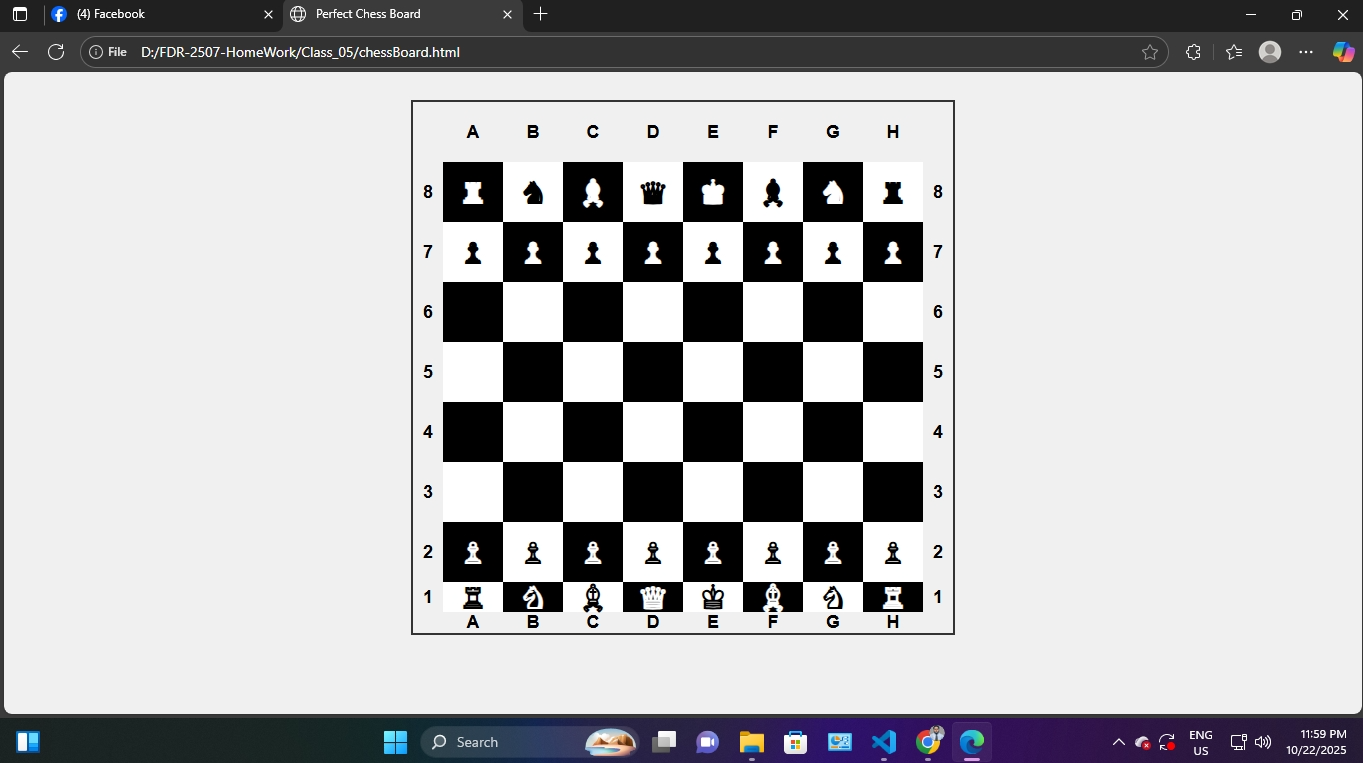 (4) Facebook
Perfect Chess Board
File
D:/FDR-2507-HomeWork/Class_05/chessBoard.html
A B C D E F G H
8 8
7 7
6 6
5 5
4 4
3 3
2 2
1 1
A B C D E F G H
Search
ENG
US
11:59 PM
10/22/2025